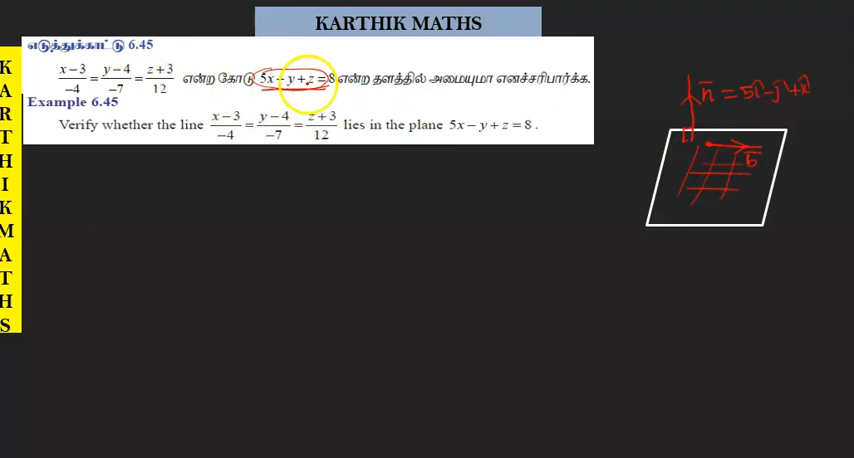 KARTHIK MATHS
எடுத்துக்காட்டு 6.45
(x−3)/−4 = (y−4)/−7 = (z+3)/12 என்ற கோடு 5x − y + z = 8 என்ற தளத்தில் அமையுமா எனச்சரிபார்க்க.
Example 6.45
Verify whether the line (x−3)/−4 = (y−4)/−7 = (z+3)/12 lies in the plane 5x − y + z = 8 .
K
A
R
T
H
I
K
M
A
T
H
S
n̄ = 5i⃗ − j⃗ + k⃗
b̄